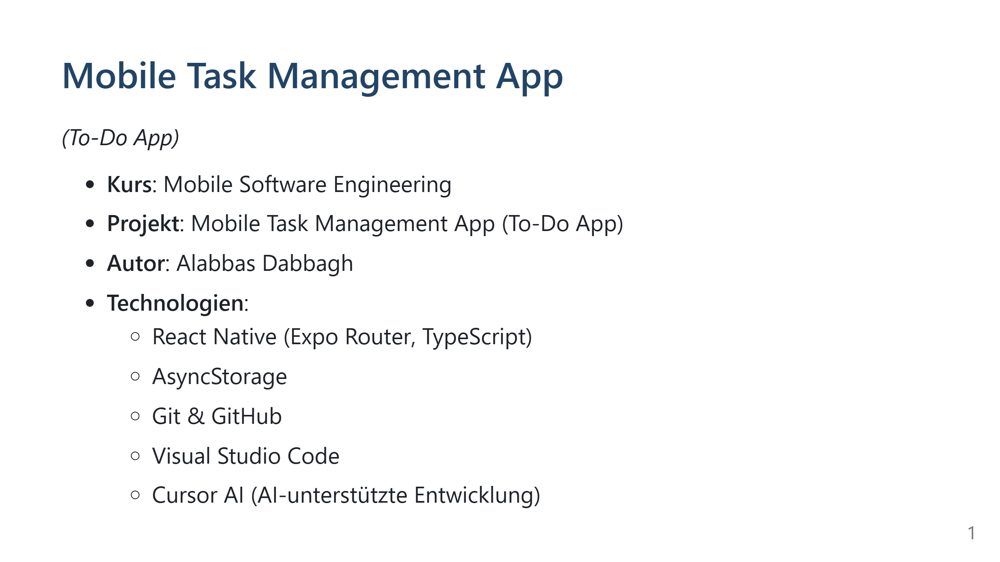 Mobile Task Management App
(To-Do App)
• Kurs: Mobile Software Engineering
• Projekt: Mobile Task Management App (To-Do App)
• Autor: Alabbas Dabbagh
• Technologien:
○ React Native (Expo Router, TypeScript)
○ AsyncStorage
○ Git & GitHub
○ Visual Studio Code
○ Cursor AI (AI-unterstützte Entwicklung)
1